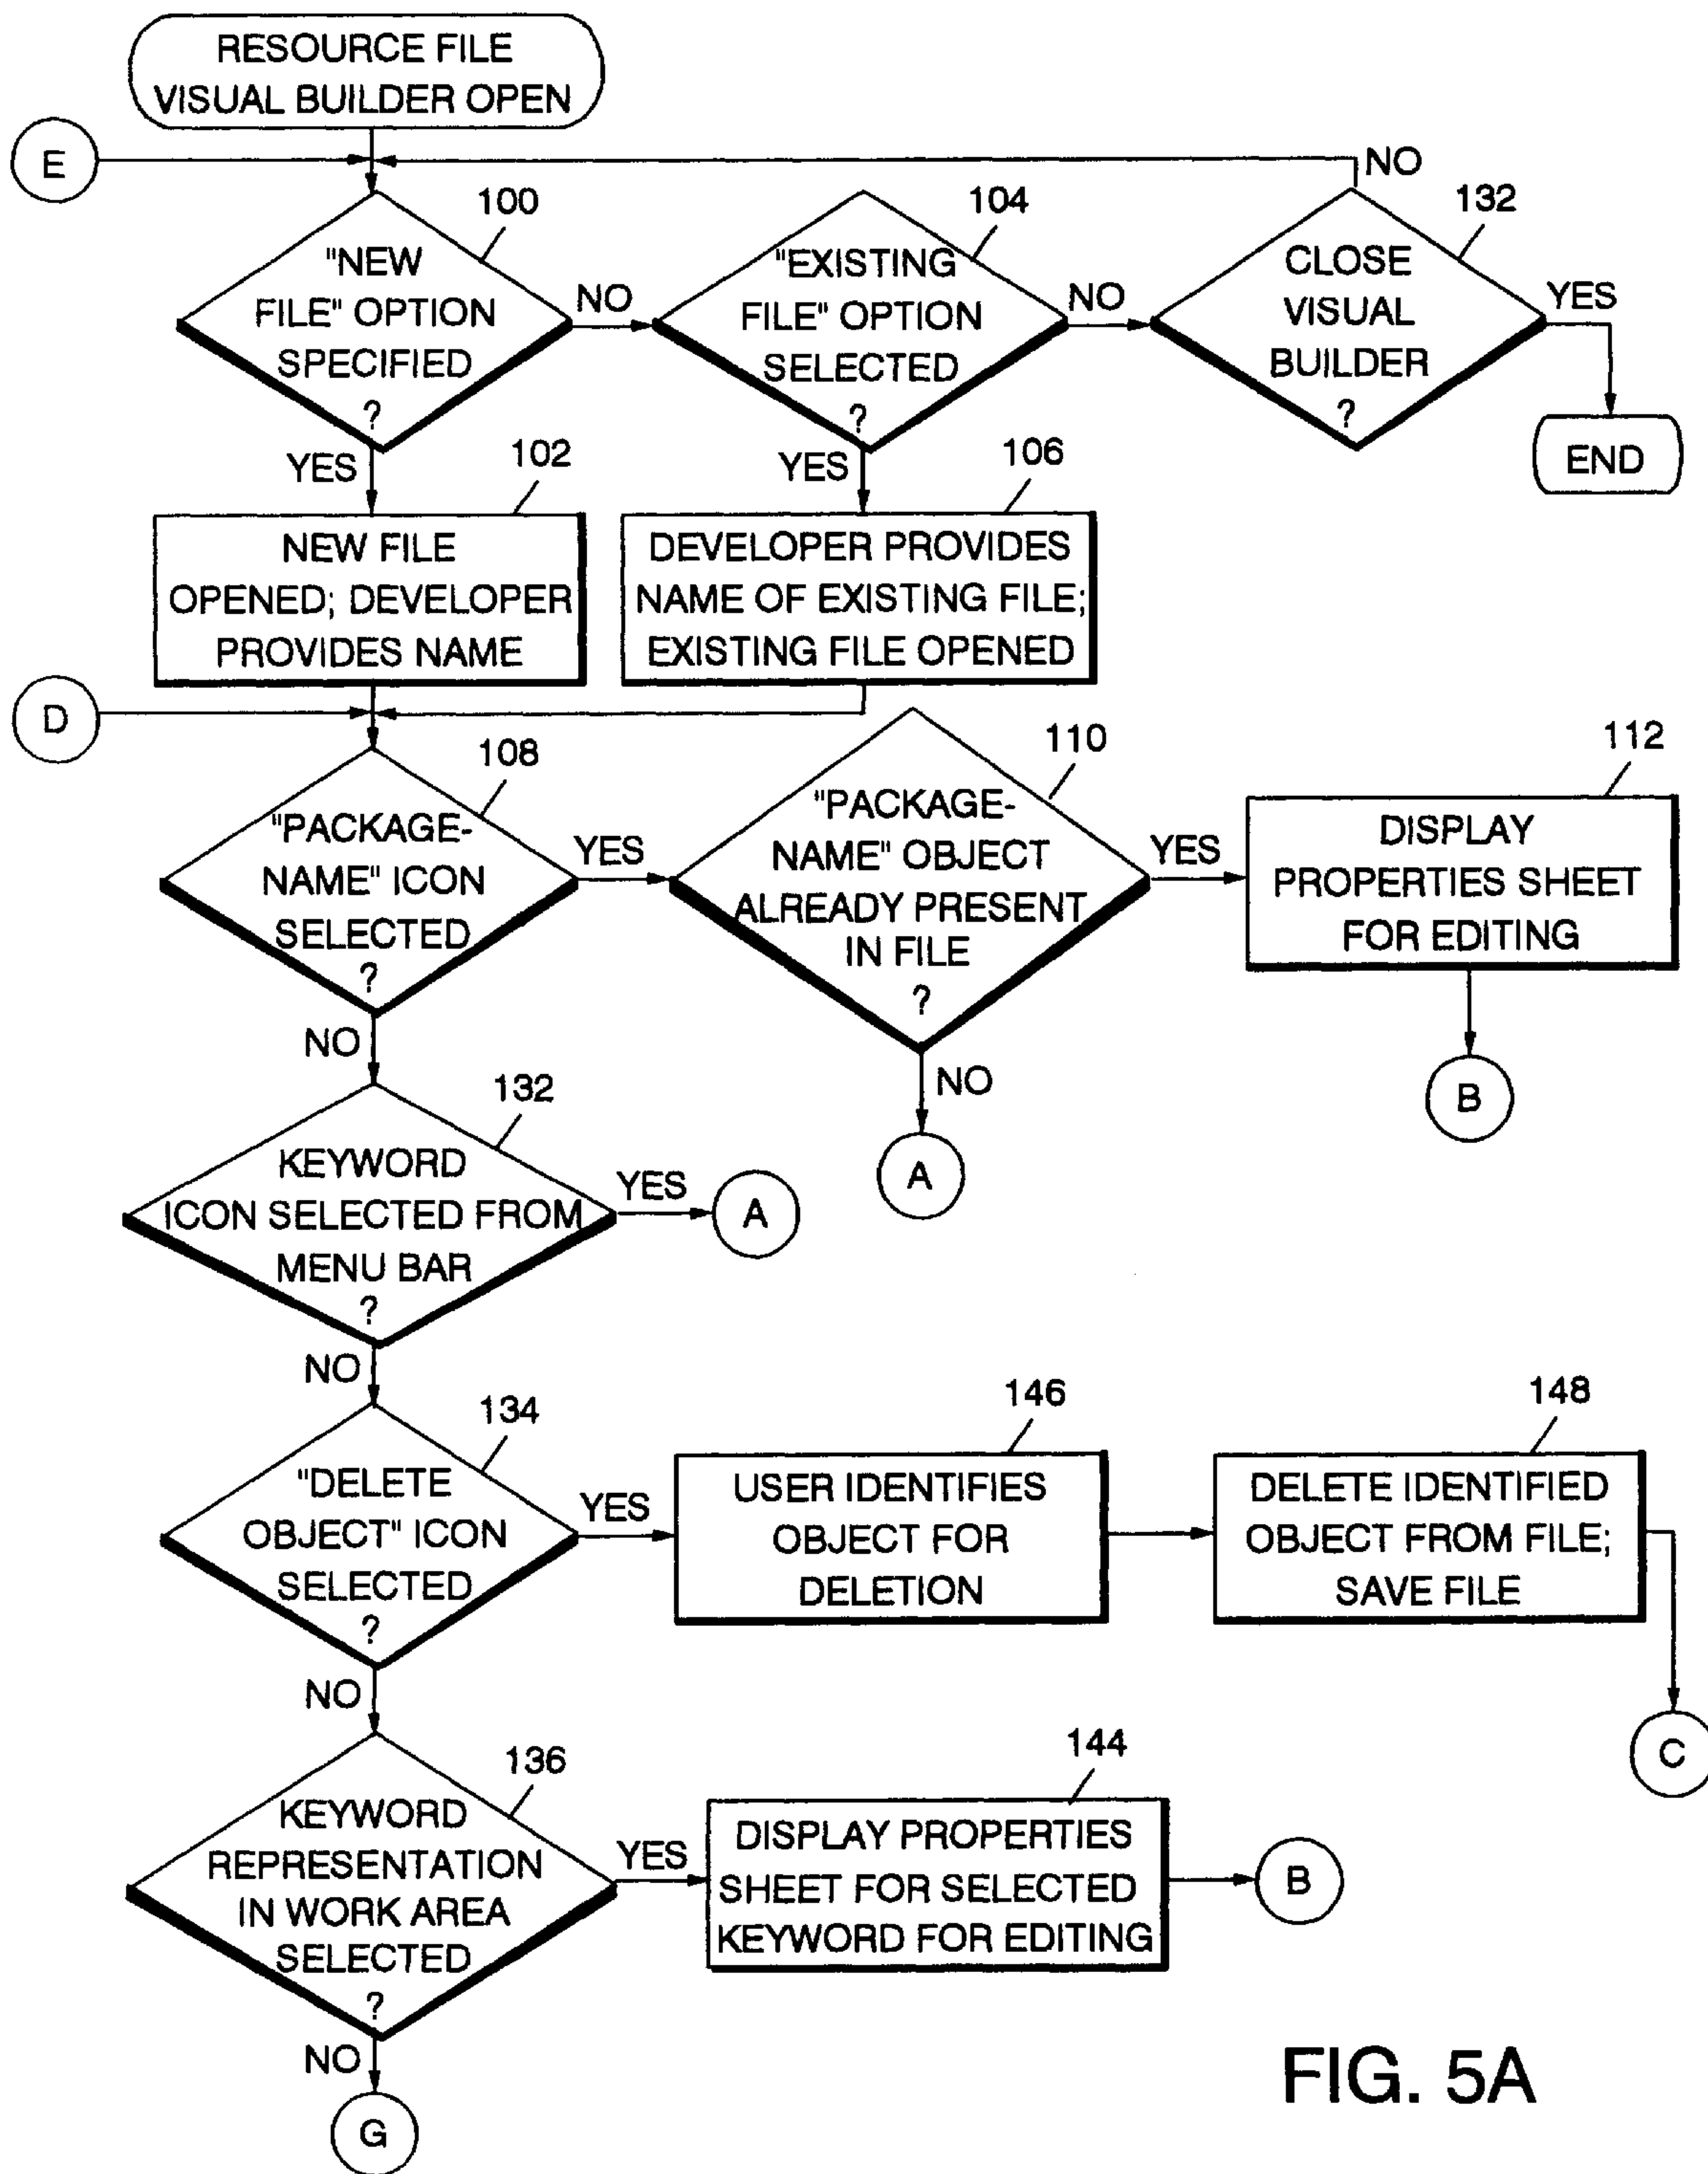 RESOURCE FILE
VISUAL BUILDER OPEN
E
NO
100
104
132
"NEW
FILE" OPTION
SPECIFIED
?
NO
"EXISTING
FILE" OPTION
SELECTED
?
NO
CLOSE
VISUAL
BUILDER
?
YES
END
YES
102
YES
106
NEW FILE
OPENED; DEVELOPER
PROVIDES NAME
DEVELOPER PROVIDES
NAME OF EXISTING FILE;
EXISTING FILE OPENED
D
108
110
112
"PACKAGE-
NAME" ICON
SELECTED
?
YES
"PACKAGE-
NAME" OBJECT
ALREADY PRESENT
IN FILE
?
YES
DISPLAY
PROPERTIES SHEET
FOR EDITING
NO
NO
B
A
132
KEYWORD
ICON SELECTED FROM
MENU BAR
?
YES
A
NO
134
146
148
"DELETE
OBJECT" ICON
SELECTED
?
YES
USER IDENTIFIES
OBJECT FOR
DELETION
DELETE IDENTIFIED
OBJECT FROM FILE;
SAVE FILE
C
NO
136
144
KEYWORD
REPRESENTATION
IN WORK AREA
SELECTED
?
YES
DISPLAY PROPERTIES
SHEET FOR SELECTED
KEYWORD FOR EDITING
B
NO
G
FIG. 5A